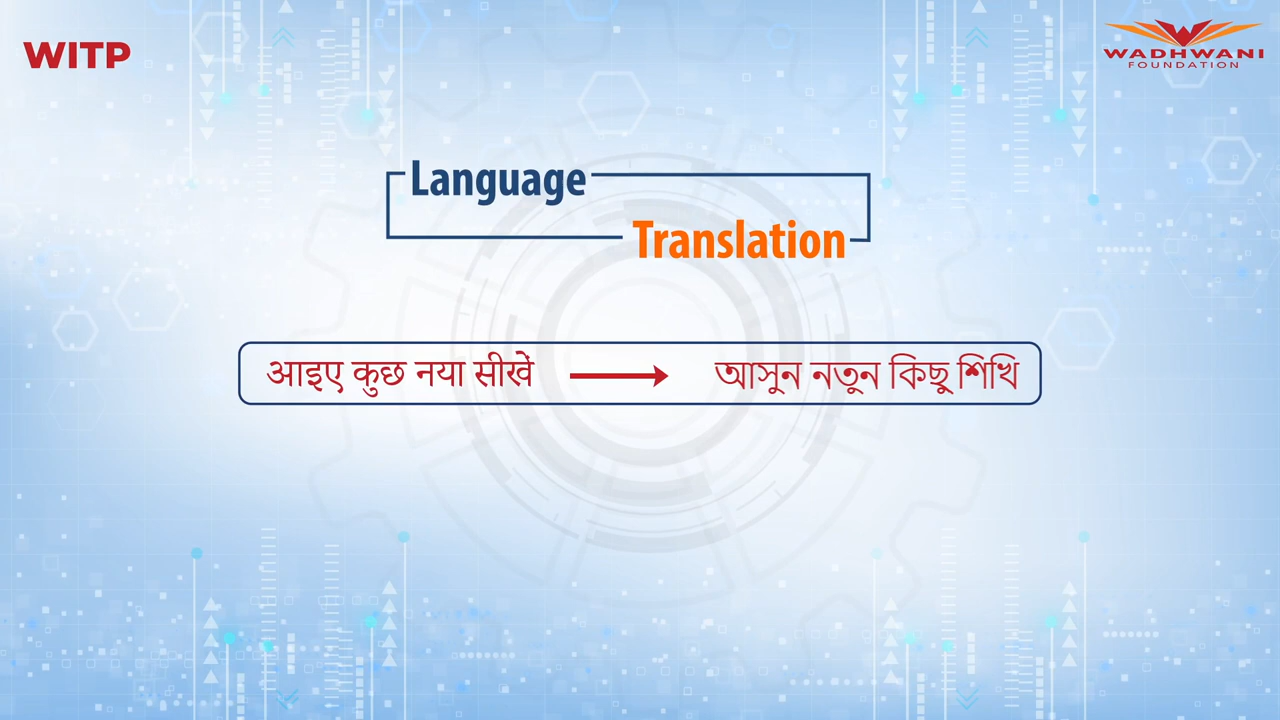 WITP
WADHWANI
FOUNDATION
Language
Translation
आइए कुछ नया सीखें → আসুন নতুন কিছু শিখি